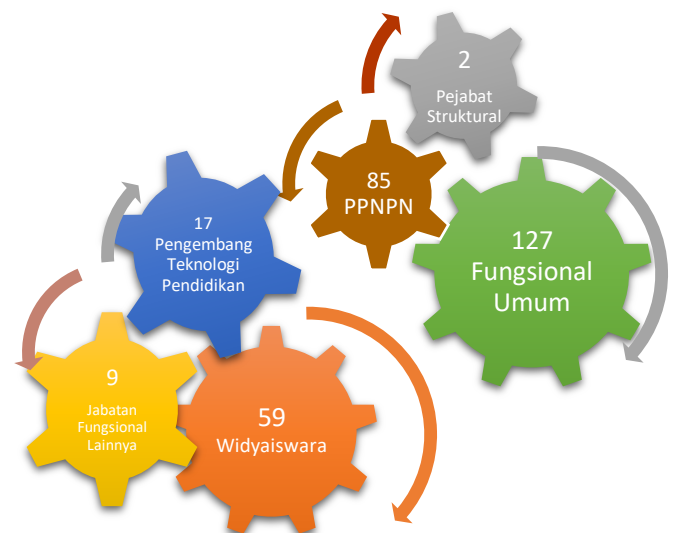 2
Pejabat
Struktural
85
PPNPN
127
Fungsional
Umum
17
Pengembang
Teknologi
Pendidikan
9
Jabatan
Fungsional
Lainnya
59
Widyaiswara